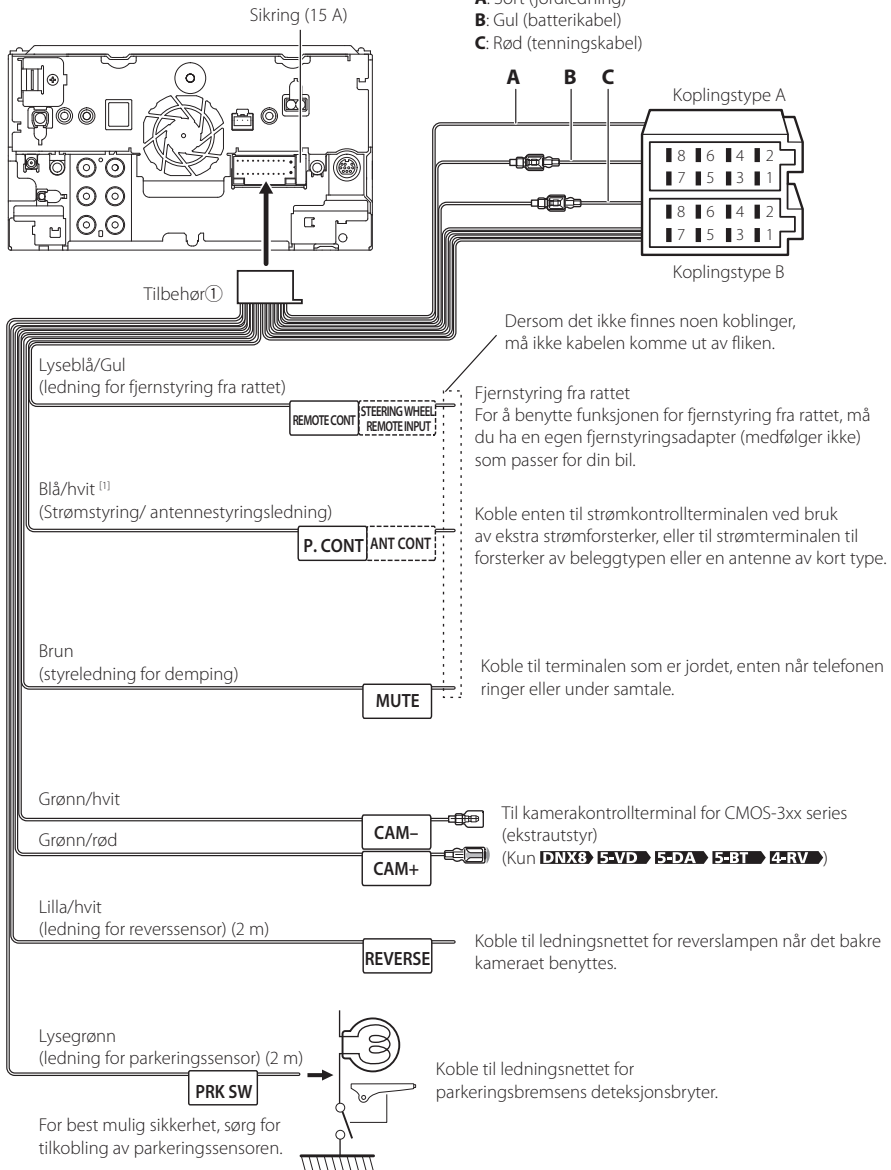 A: Sort (jordledning)
Sikring (15 A)
B: Gul (batterikabel)
C: Rød (tenningskabel)
A B C
Koplingstype A
8 6 4 2
7 5 3 1
8 6 4 2
7 5 3 1
Koplingstype B
Tilbehør①
Dersom det ikke finnes noen koblinger,
må ikke kabelen komme ut av fliken.
Lyseblå/Gul
(ledning for fjernstyring fra rattet)
REMOTE CONT
STEERING WHEEL
REMOTE INPUT
Fjernstyring fra rattet
For å benytte funksjonen for fjernstyring fra rattet, må
du ha en egen fjernstyringsadapter (medfølger ikke)
som passer for din bil.
Blå/hvit [1]
(Strømstyring/ antennestyringsledning)
P. CONT
ANT CONT
Koble enten til strømkontrollterminalen ved bruk
av ekstra strømforsterker, eller til strømterminalen til
forsterker av beleggtypen eller en antenne av kort type.
Brun
(styreledning for demping)
MUTE
Koble til terminalen som er jordet, enten når telefonen
ringer eller under samtale.
Grønn/hvit
CAM–
Grønn/rød
CAM+
Til kamerakontrollterminal for CMOS-3xx series
(ekstrautstyr)
(Kun DNX8 5-VD 5-DA 5-BT 4-RV)
Lilla/hvit
(ledning for reverssensor) (2 m)
REVERSE
Koble til ledningsnettet for reverslampen når det bakre
kameraet benyttes.
Lysegrønn
(ledning for parkeringssensor) (2 m)
PRK SW
Koble til ledningsnettet for
parkeringsbremsens deteksjonsbryter.
For best mulig sikkerhet, sørg for
tilkobling av parkeringssensoren.